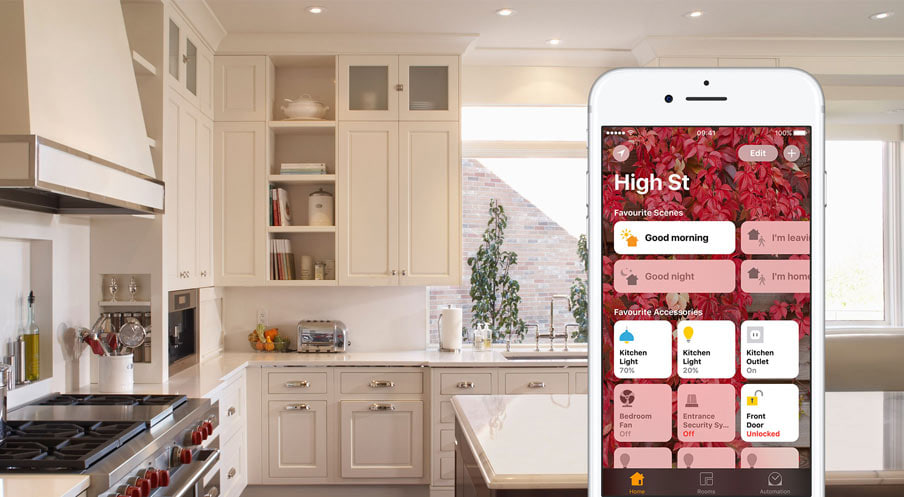 09:41
100%
Edit
High St
Favourite Scenes
Good morning
I'm leavi
Good night
I'm home
Favourite Accessories
Kitchen Light 70%
Kitchen Light 20%
Kitchen Outlet On
Bedroom Fan Off
Entrance Security Sy... Off
Front Door Unlocked
Home
Rooms
Automation